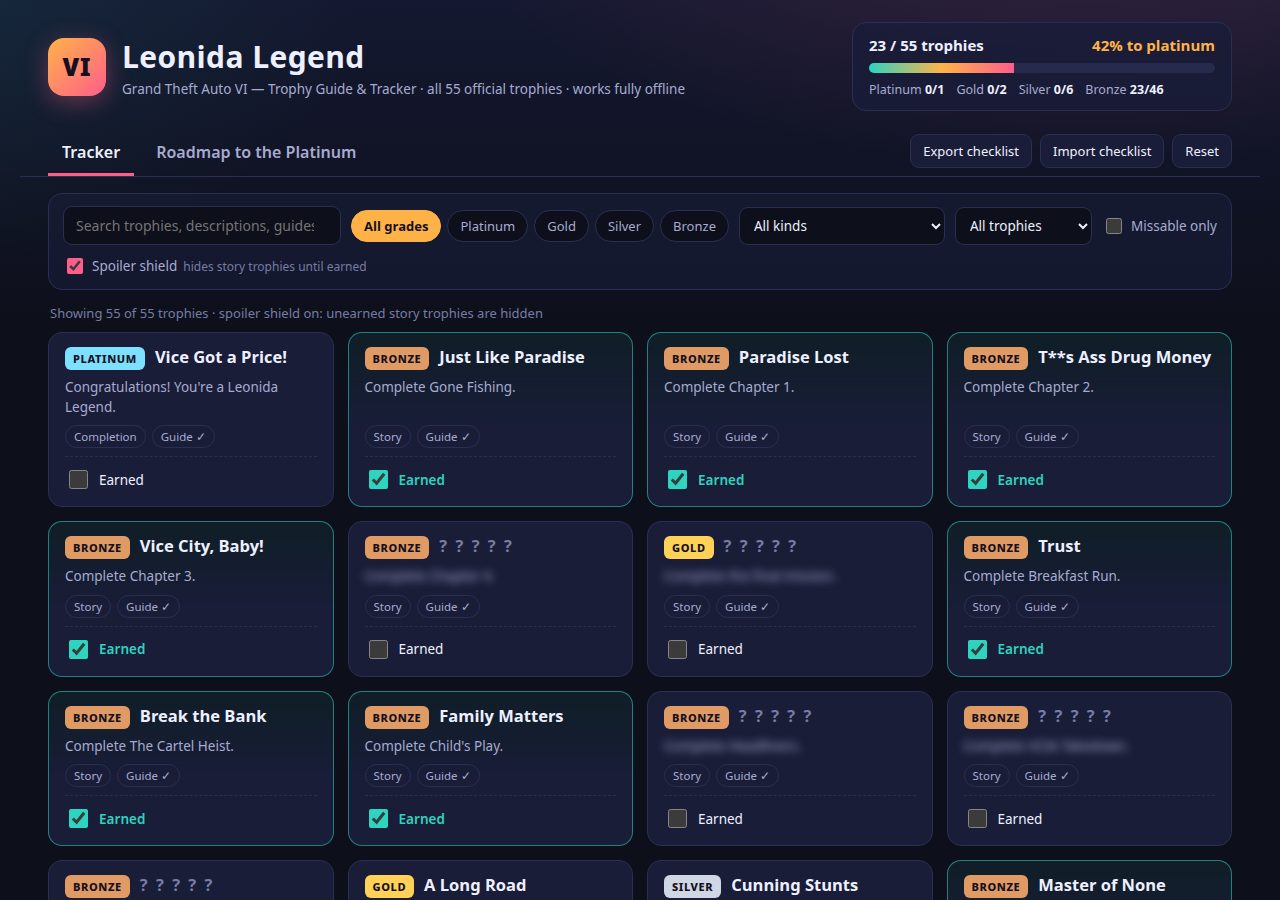 VI
Leonida Legend
Grand Theft Auto VI — Trophy Guide & Tracker · all 55 official trophies · works fully offline
23 / 55 trophies 42% to platinum
Platinum 0/1 Gold 0/2 Silver 0/6 Bronze 23/46
Tracker Roadmap to the Platinum Export checklist Import checklist Reset
Search trophies, descriptions, guides All grades Platinum Gold Silver Bronze All kinds All trophies Missable only
Spoiler shield hides story trophies until earned
Showing 55 of 55 trophies · spoiler shield on: unearned story trophies are hidden
PLATINUM Vice Got a Price!
Congratulations! You're a Leonida
Legend.
Completion Guide ✓
Earned
BRONZE Just Like Paradise
Complete Gone Fishing.
Story Guide ✓
Earned
BRONZE Paradise Lost
Complete Chapter 1.
Story Guide ✓
Earned
BRONZE T**s Ass Drug Money
Complete Chapter 2.
Story Guide ✓
Earned
BRONZE Vice City, Baby!
Complete Chapter 3.
Story Guide ✓
Earned
BRONZE ? ? ? ? ?
Story Guide ✓
Earned
GOLD ? ? ? ? ?
Story Guide ✓
Earned
BRONZE Trust
Complete Breakfast Run.
Story Guide ✓
Earned
BRONZE Break the Bank
Complete The Cartel Heist.
Story Guide ✓
Earned
BRONZE Family Matters
Complete Child's Play.
Story Guide ✓
Earned
BRONZE ? ? ? ? ?
Story Guide ✓
Earned
BRONZE ? ? ? ? ?
Story Guide ✓
Earned
BRONZE ? ? ? ? ?
GOLD A Long Road
SILVER Cunning Stunts
BRONZE Master of None